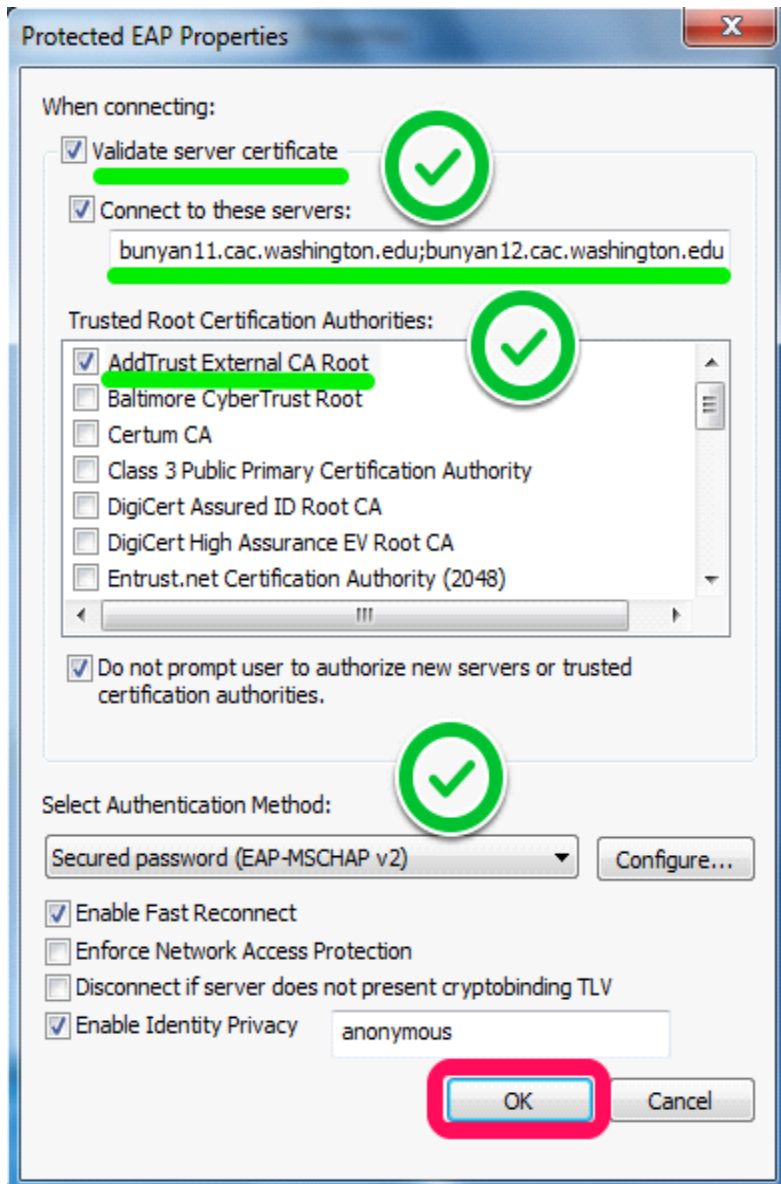 Protected EAP Properties
When connecting:
Validate server certificate
Connect to these servers:
bunyan11.cac.washington.edu;bunyan12.cac.washington.edu
Trusted Root Certification Authorities:
AddTrust External CA Root
Baltimore CyberTrust Root
Certum CA
Class 3 Public Primary Certification Authority
DigiCert Assured ID Root CA
DigiCert High Assurance EV Root CA
Entrust.net Certification Authority (2048)
Do not prompt user to authorize new servers or trusted
certification authorities.
Select Authentication Method:
Secured password (EAP-MSCHAP v2)
Configure...
Enable Fast Reconnect
Enforce Network Access Protection
Disconnect if server does not present cryptobinding TLV
Enable Identity Privacy
anonymous
OK
Cancel